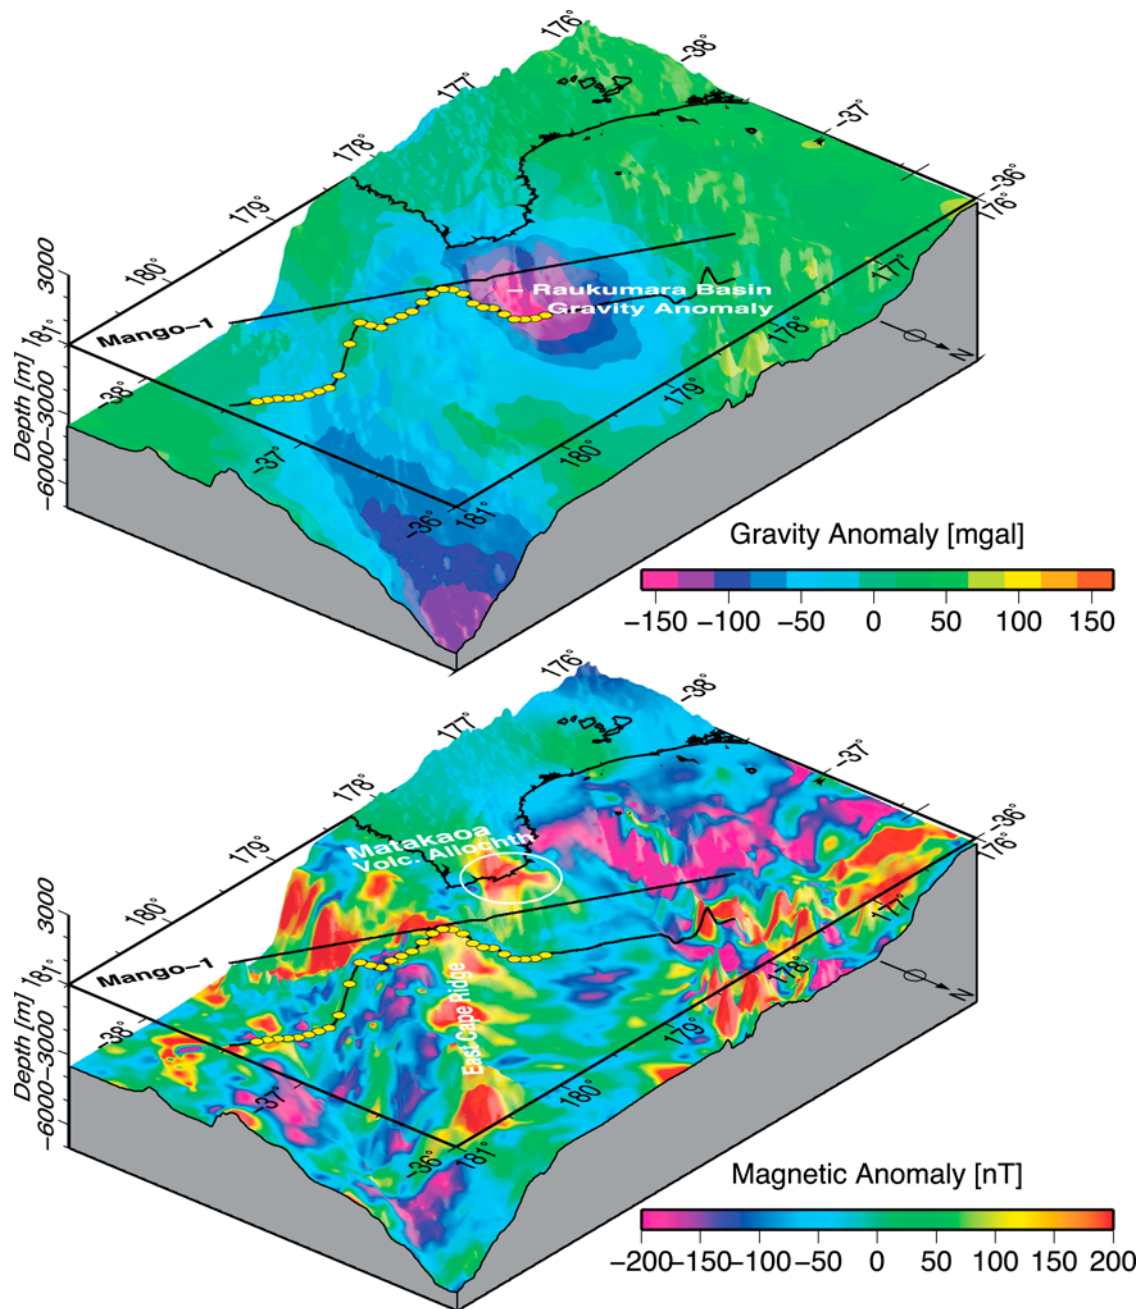 176°
-38°
177°
-37°
178°
-36°
176°
179°
177°
180°
3000
– Raukumara Basin
Gravity Anomaly
Mango-1
178°
0
181°
N
-38°
179°
Depth [m]
-3000
-37°
180°
-6000
-36°
181°
Gravity Anomaly [mgal]
-150 -100 -50 0 50 100 150
176°
-38°
177°
-37°
178°
Matakaoa
Volc. Allochth
-36°
176°
179°
177°
180°
3000
Mango-1
178°
0
181°
N
East Cape Ridge
-38°
179°
Depth [m]
-3000
-37°
180°
-6000
-36°
181°
Magnetic Anomaly [nT]
-200 -150 -100 -50 0 50 100 150 200